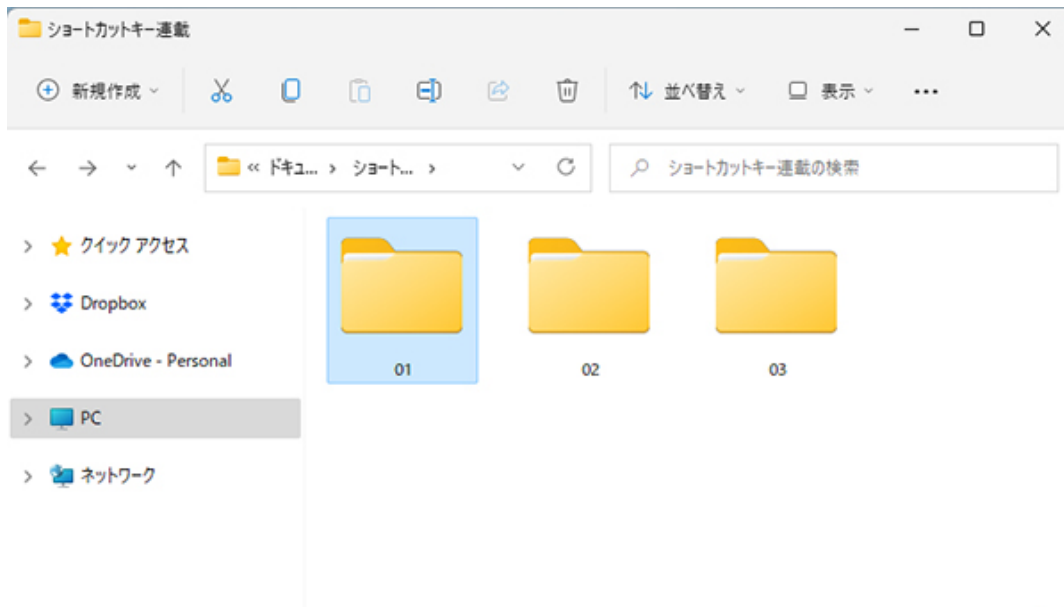 ショートカットキー連載
新規作成
並べ替え
表示
« ドキュ... › ショート... ›
ショートカットキー連載の検索
クイック アクセス
Dropbox
OneDrive - Personal
PC
ネットワーク
01
02
03